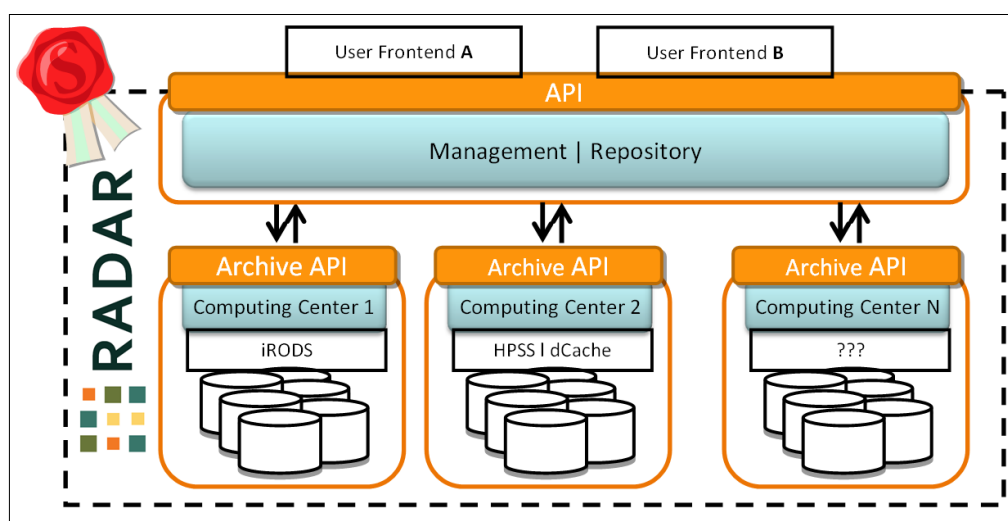 User Frontend A
User Frontend B
API
Management | Repository
RADAR
Archive API
Archive API
Archive API
Computing Center 1
Computing Center 2
Computing Center N
iRODS
HPSS | dCache
???
S